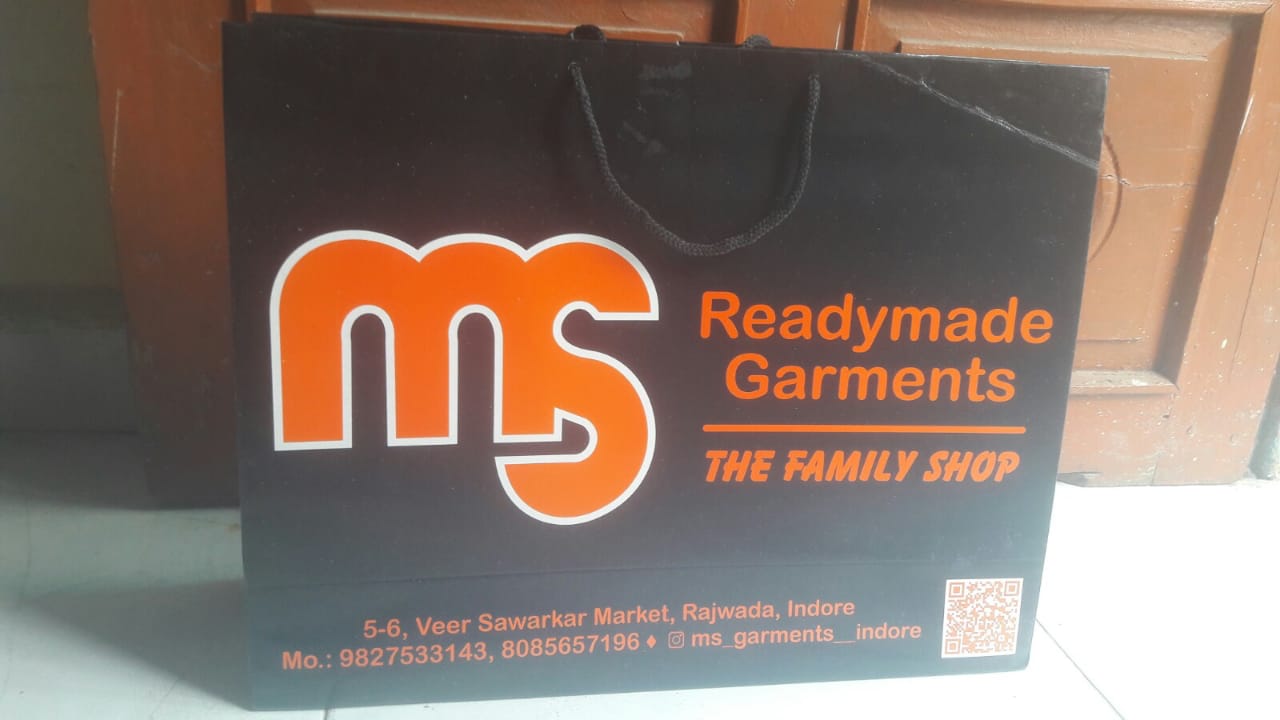 ms
Readymade
Garments
THE FAMILY SHOP
5-6, Veer Sawarkar Market, Rajwada, Indore
Mo.: 9827533143, 8085657196 ♦ ms_garments__indore